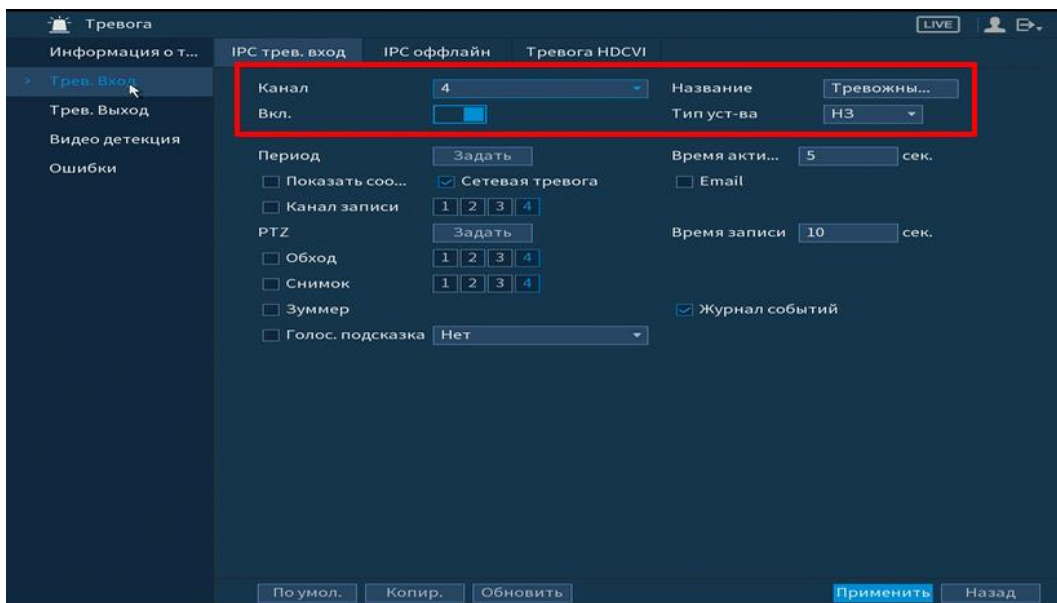 Тревога LIVE
Информация о т... IPC трев. вход IPC оффлайн Тревога HDCVI
Трев. Вход
Трев. Выход
Видео детекция
Ошибки
Канал 4 Название Тревожны...
Вкл. Тип уст-ва НЗ
Период Задать Время акти... 5 сек.
Показать соо... Сетевая тревога Email
Канал записи 1 2 3 4
PTZ Задать Время записи 10 сек.
Обход 1 2 3 4
Снимок 1 2 3 4
Зуммер Журнал событий
Голос. подсказка Нет
По умол. Копир. Обновить Применить Назад